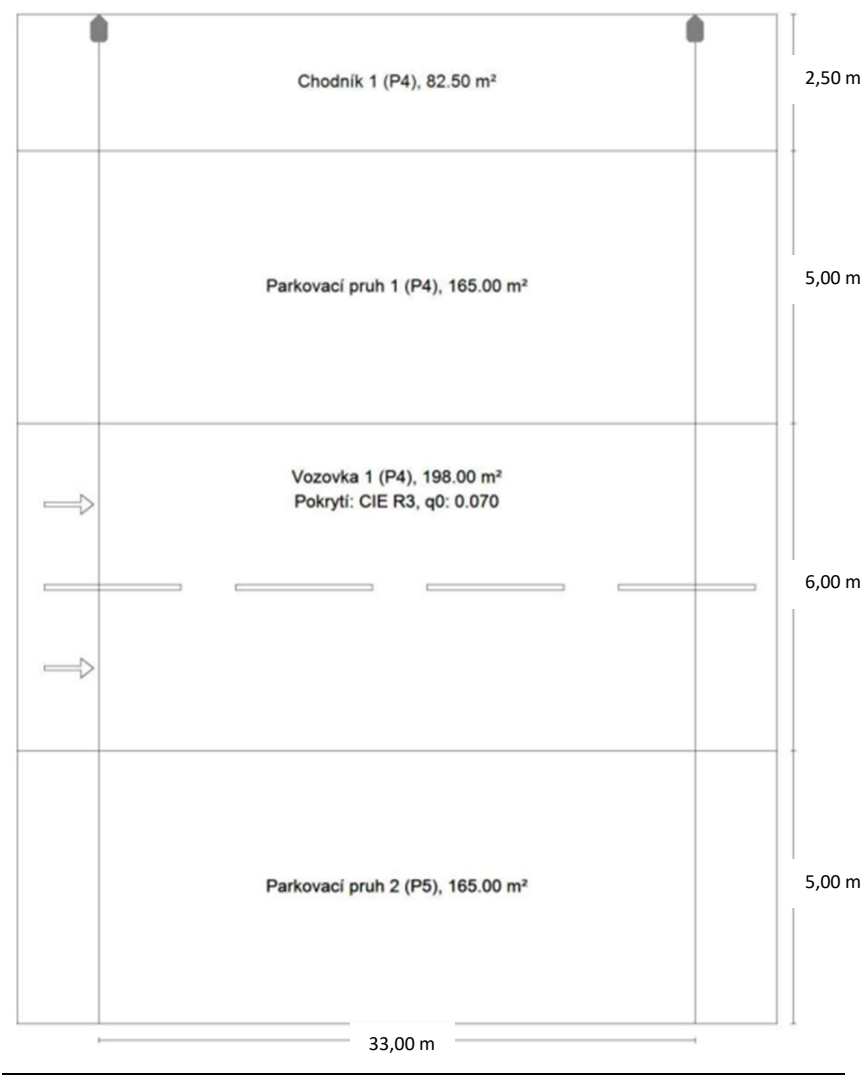 Chodník 1 (P4), 82.50 m²
2,50 m
Parkovací pruh 1 (P4), 165.00 m²
5,00 m
Vozovka 1 (P4), 198.00 m²
Pokrytí: CIE R3, q0: 0.070
6,00 m
Parkovací pruh 2 (P5), 165.00 m²
5,00 m
33,00 m